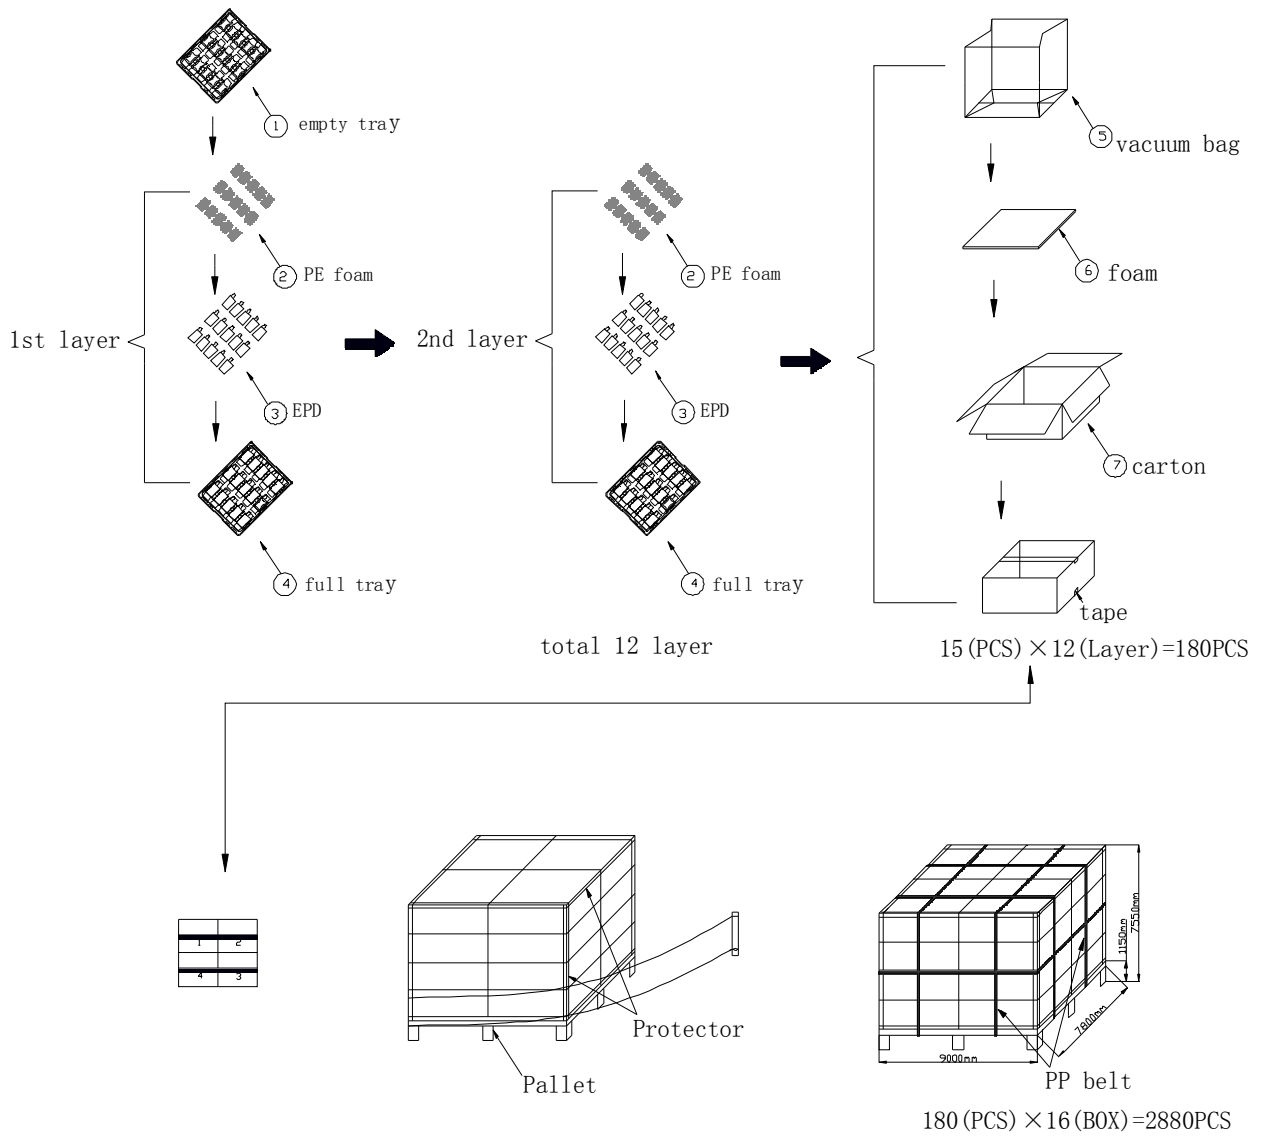 1 empty tray
2 PE foam
1st layer
3 EPD
4 full tray
2 PE foam
2nd layer
3 EPD
4 full tray
5 vacuum bag
6 foam
7 carton
tape
total 12 layer
15(PCS)×12(Layer)=180PCS
1 2
4 3
Protector
Pallet
1150mm
7550mm
7800mm
9000mm
PP belt
180(PCS)×16(BOX)=2880PCS